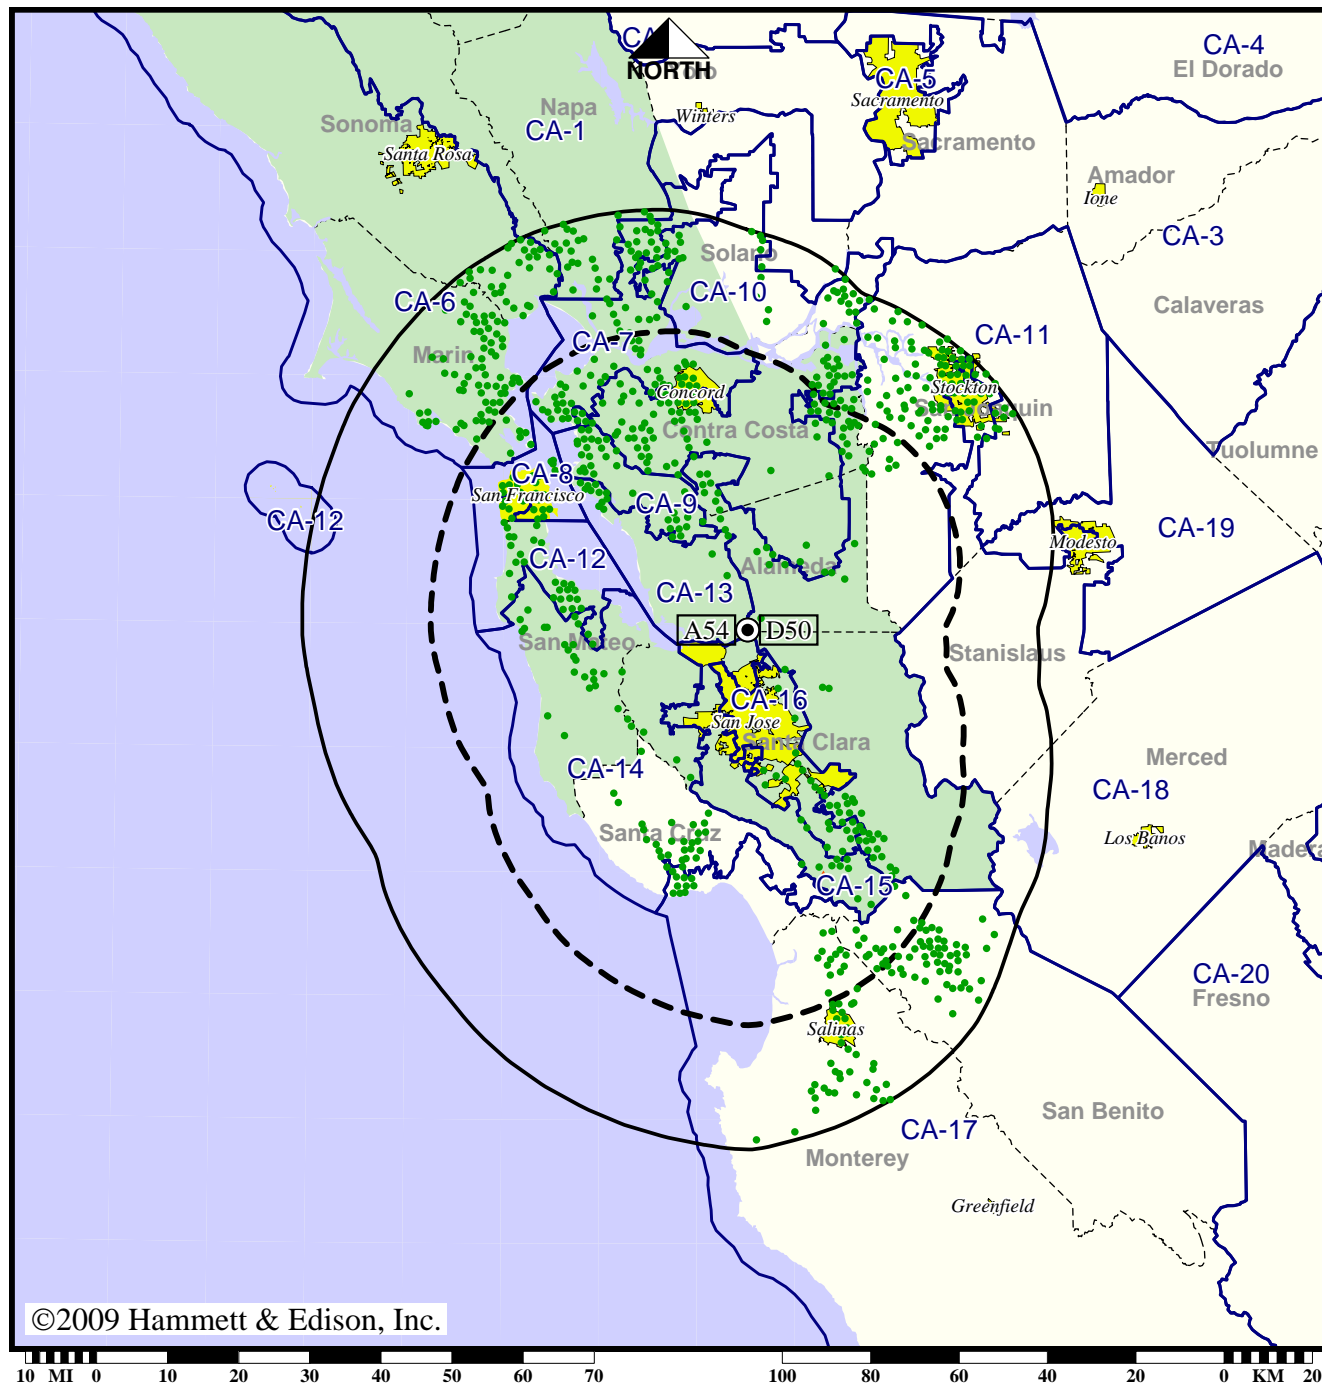 CA
NORTH
CA-4
El Dorado
CA-5
Sacramento
Napa
CA-1
Sonoma
Santa Rosa
Winters
Sacramento
Amador
Ione
CA-3
Solano
CA-10
CA-6
Calaveras
CA-11
CA-7
Marin
Concord
Stockton
Contra Costa
Tuolumne
CA-8
San Francisco
CA-9
CA-12
CA-19
Modesto
CA-12
Alameda
CA-13
A54
D50
San Mateo
Stanislaus
CA-16
San Jose
Santa Clara
Merced
CA-14
CA-18
Santa Cruz
Los Banos
Madera
CA-15
CA-20
Fresno
Salinas
San Benito
CA-17
Monterey
Greenfield
©2009 Hammett & Edison, Inc.
10 MI 0 10 20 30 40 50 60 70 100 80 60 40 20 0 KM 20